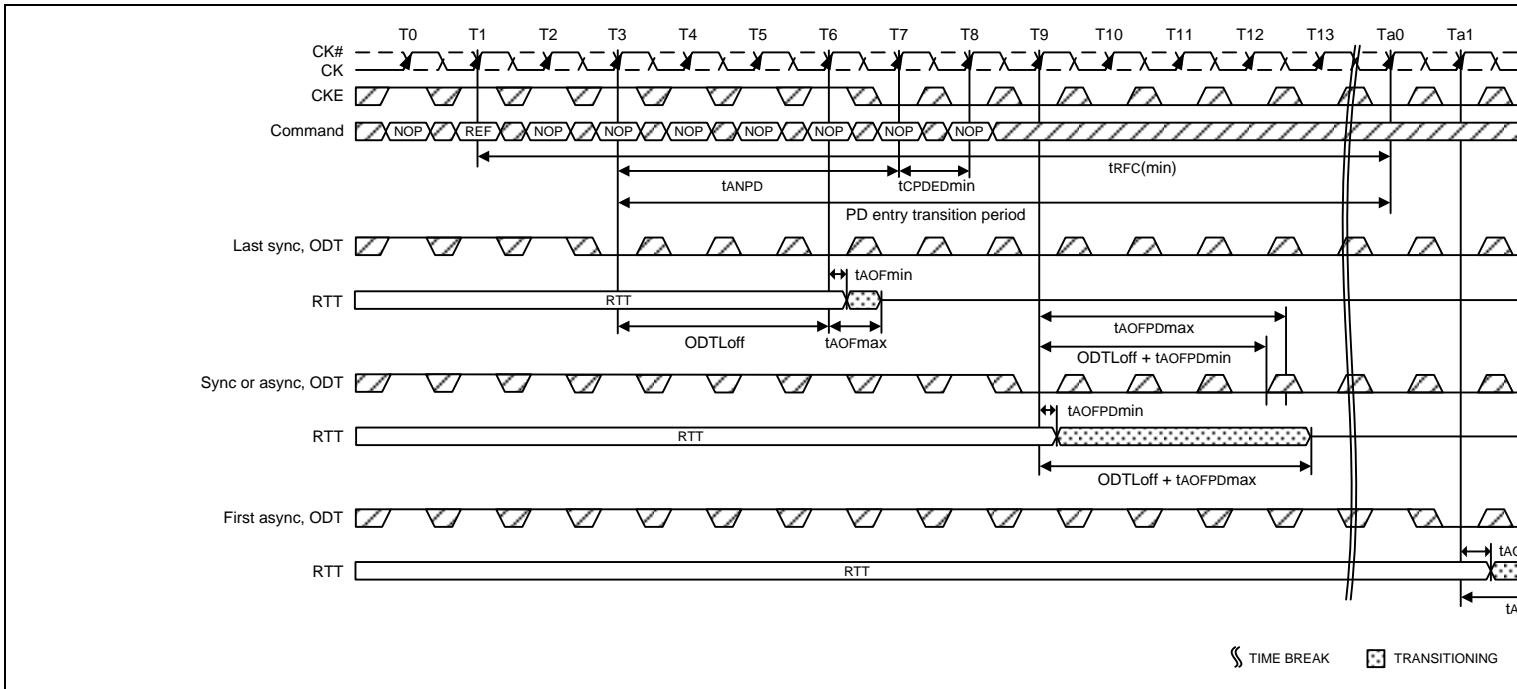 T0 T1 T2 T3 T4 T5 T6 T7 T8 T9 T10 T11 T12 T13 Ta0 Ta1
CK#
CK
CKE
Command NOP REF NOP NOP NOP NOP NOP NOP NOP
tRFC(min)
tANPD tCPDEDmin
PD entry transition period
Last sync, ODT
tAOFmin
RTT RTT
tAOFPDmax
ODTLoff tAOFmax
ODTLoff + tAOFPDmin
Sync or async, ODT
tAOFPDmin
RTT RTT
ODTLoff + tAOFPDmax
First async, ODT
RTT RTT
TIME BREAK TRANSITIONING